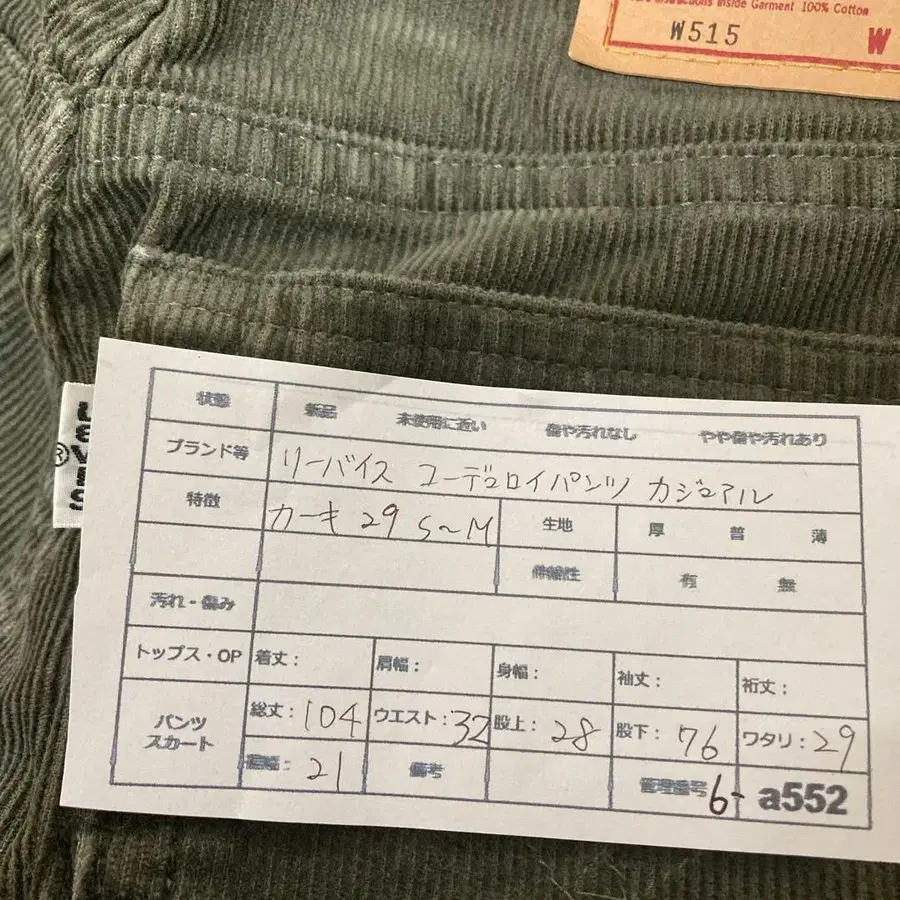 Instructions Inside Garment 100% Cotton
W515
W
LEVI'S
®
状態 新品 未使用に近い 傷や汚れなし やや傷や汚れあり
ブランド等 リーバイス コーデュロイパンツ カジュアル
特徴 カーキ 29 S〜M 生地 厚 普 薄
伸縮性 有 無
汚れ・傷み
トップス・OP 着丈: 肩幅: 身幅: 袖丈: 裄丈:
パンツ スカート 総丈:104 ウエスト:32 股上:28 股下:76 ワタリ:29
裾幅:21 備考 管理番号 6- a552